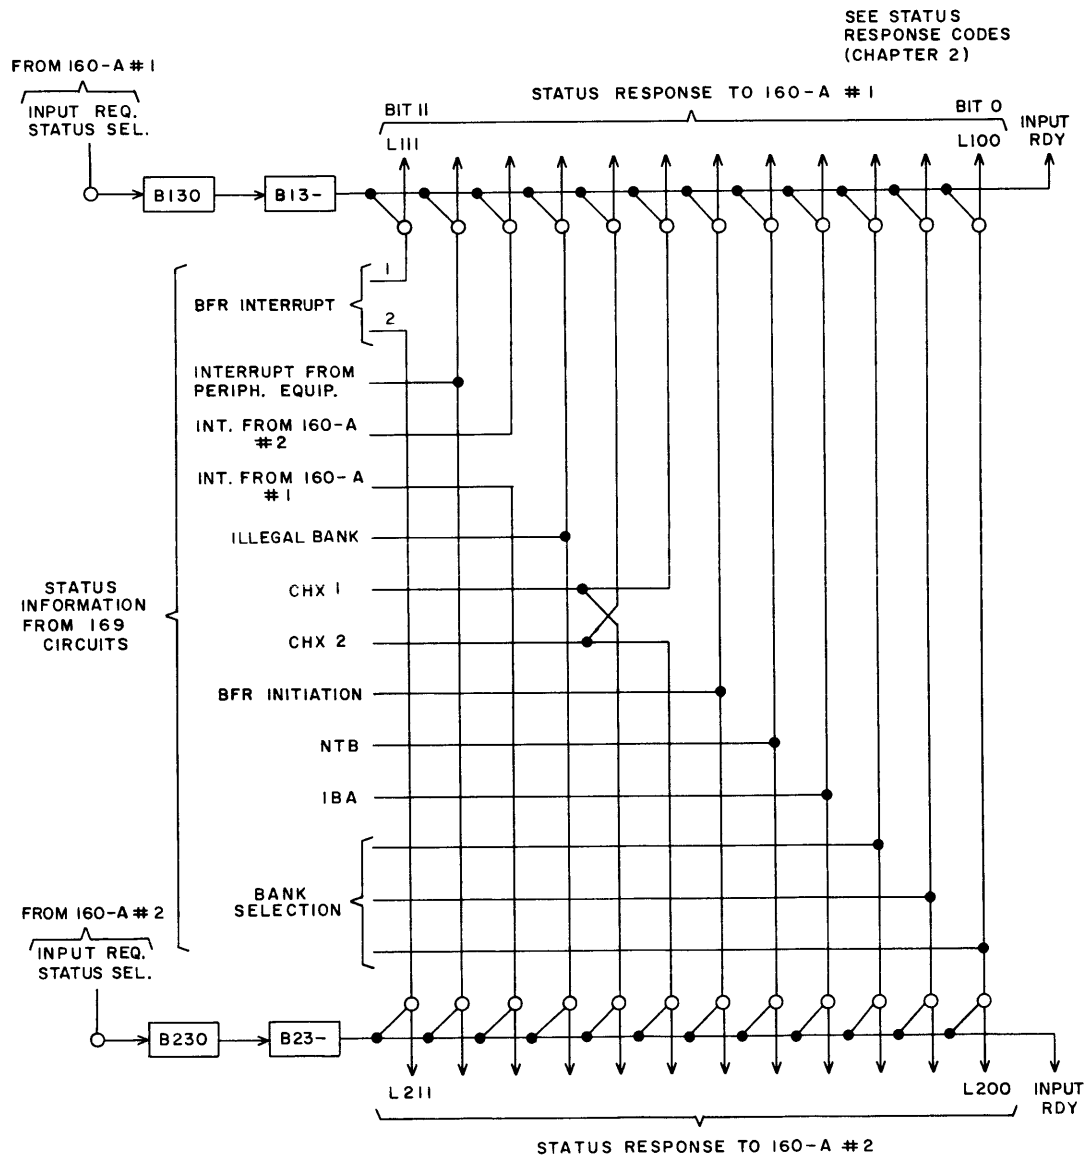 SEE STATUS
RESPONSE CODES
(CHAPTER 2)
FROM 160-A #1
INPUT REQ.
STATUS SEL.
STATUS RESPONSE TO 160-A #1
BIT 11
BIT 0
L111
L100
INPUT
RDY
B130
B13-
1
BFR INTERRUPT
2
INTERRUPT FROM
PERIPH. EQUIP.
INT. FROM 160-A
#2
INT. FROM 160-A
#1
ILLEGAL BANK
CHX 1
STATUS
INFORMATION
FROM 169
CIRCUITS
CHX 2
BFR INITIATION
NTB
IBA
BANK
SELECTION
FROM 160-A #2
INPUT REQ.
STATUS SEL.
B230
B23-
L211
L200
INPUT
RDY
STATUS RESPONSE TO 160-A #2